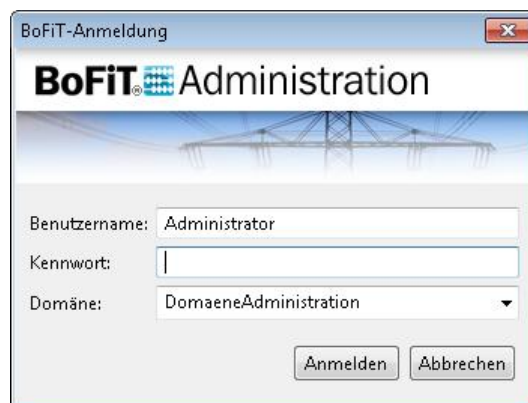 BoFiT-Anmeldung
BoFiT® Administration
Benutzername: Administrator
Kennwort:
Domäne: DomaeneAdministration
Anmelden Abbrechen